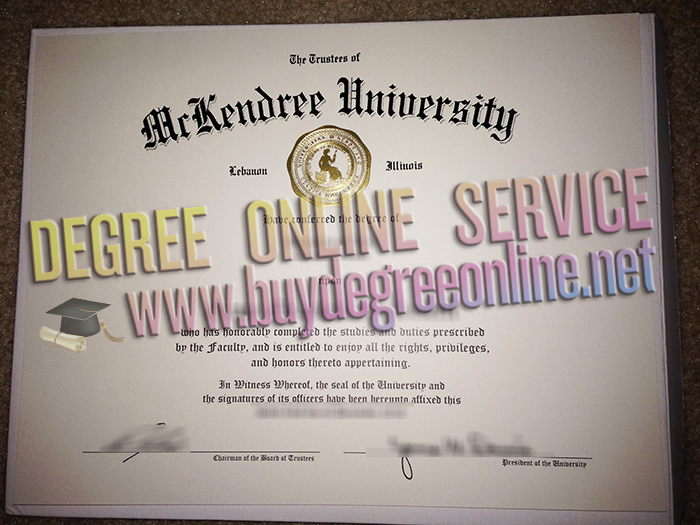 The Trustees of
McKendree University
Lebanon Illinois
Have conferred the degree of
DEGREE ONLINE SERVICE
upon
www.buydegreeonline.net
who has honorably completed the studies and duties prescribed
by the Faculty, and is entitled to enjoy all the rights, privileges,
and honors thereto appertaining.
In Witness Whereof, the seal of the University and
the signatures of its officers have been hereunto affixed this
Chairman of the Board of Trustees
President of the University